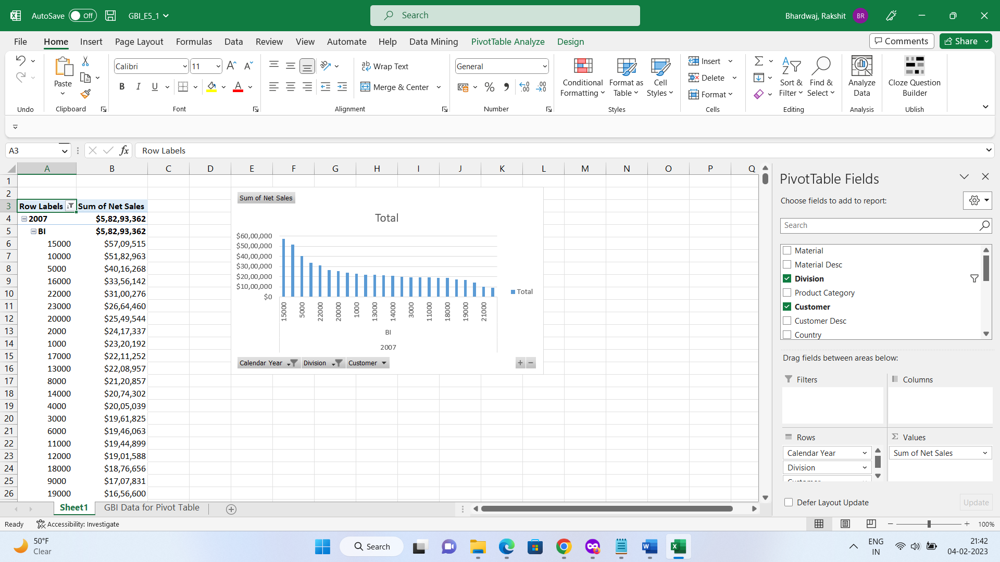 AutoSave Off GBI_E5_1 Search Bhardwaj, Rakshit BR
File Home Insert Page Layout Formulas Data Review View Automate Help Data Mining PivotTable Analyze Design Comments Share
Paste Calibri 11 Wrap Text General Insert
B I U Merge & Center % Conditional Formatting Format as Table Cell Styles Delete Format Sort & Filter Find & Select Analyze Data Cloze Question Builder
Undo Clipboard Font Alignment Number Styles Cells Editing Analysis Ublish
A3 fx Row Labels
A B C D E F G H I J K L M N O P Q
1
2
3 Row Labels Sum of Net Sales
4 2007 $5,82,93,362
5 BI $5,82,93,362
6 15000 $57,09,515
7 10000 $51,82,963
8 5000 $40,16,268
9 16000 $33,56,142
10 22000 $31,00,276
11 23000 $26,64,460
12 20000 $25,49,544
13 2000 $24,17,337
14 1000 $23,20,192
15 17000 $22,11,252
16 13000 $22,08,957
17 8000 $21,20,857
18 14000 $20,74,302
19 4000 $20,05,039
20 3000 $19,61,825
21 6000 $19,46,063
22 11000 $19,44,899
23 12000 $19,01,588
24 18000 $18,76,656
25 9000 $17,07,831
26 19000 $16,56,600
Sum of Net Sales
Total
$60,00,000
$50,00,000
$40,00,000
$30,00,000
$20,00,000
$10,00,000
$0
Total
15000 5000 22000 20000 1000 13000 14000 3000 11000 18000 19000 21000
BI
2007
Calendar Year Division Customer + −
PivotTable Fields
Choose fields to add to report:
Search
Material
Material Desc
Division
Product Category
Customer
Customer Desc
Country
Drag fields between areas below:
Filters Columns
Rows Σ Values
Calendar Year Sum of Net Sales
Division
Customer
Defer Layout Update Update
Sheet1 GBI Data for Pivot Table
Ready Accessibility: Investigate 100%
50°F
Clear
Search
ENG
IN
21:42
04-02-2023